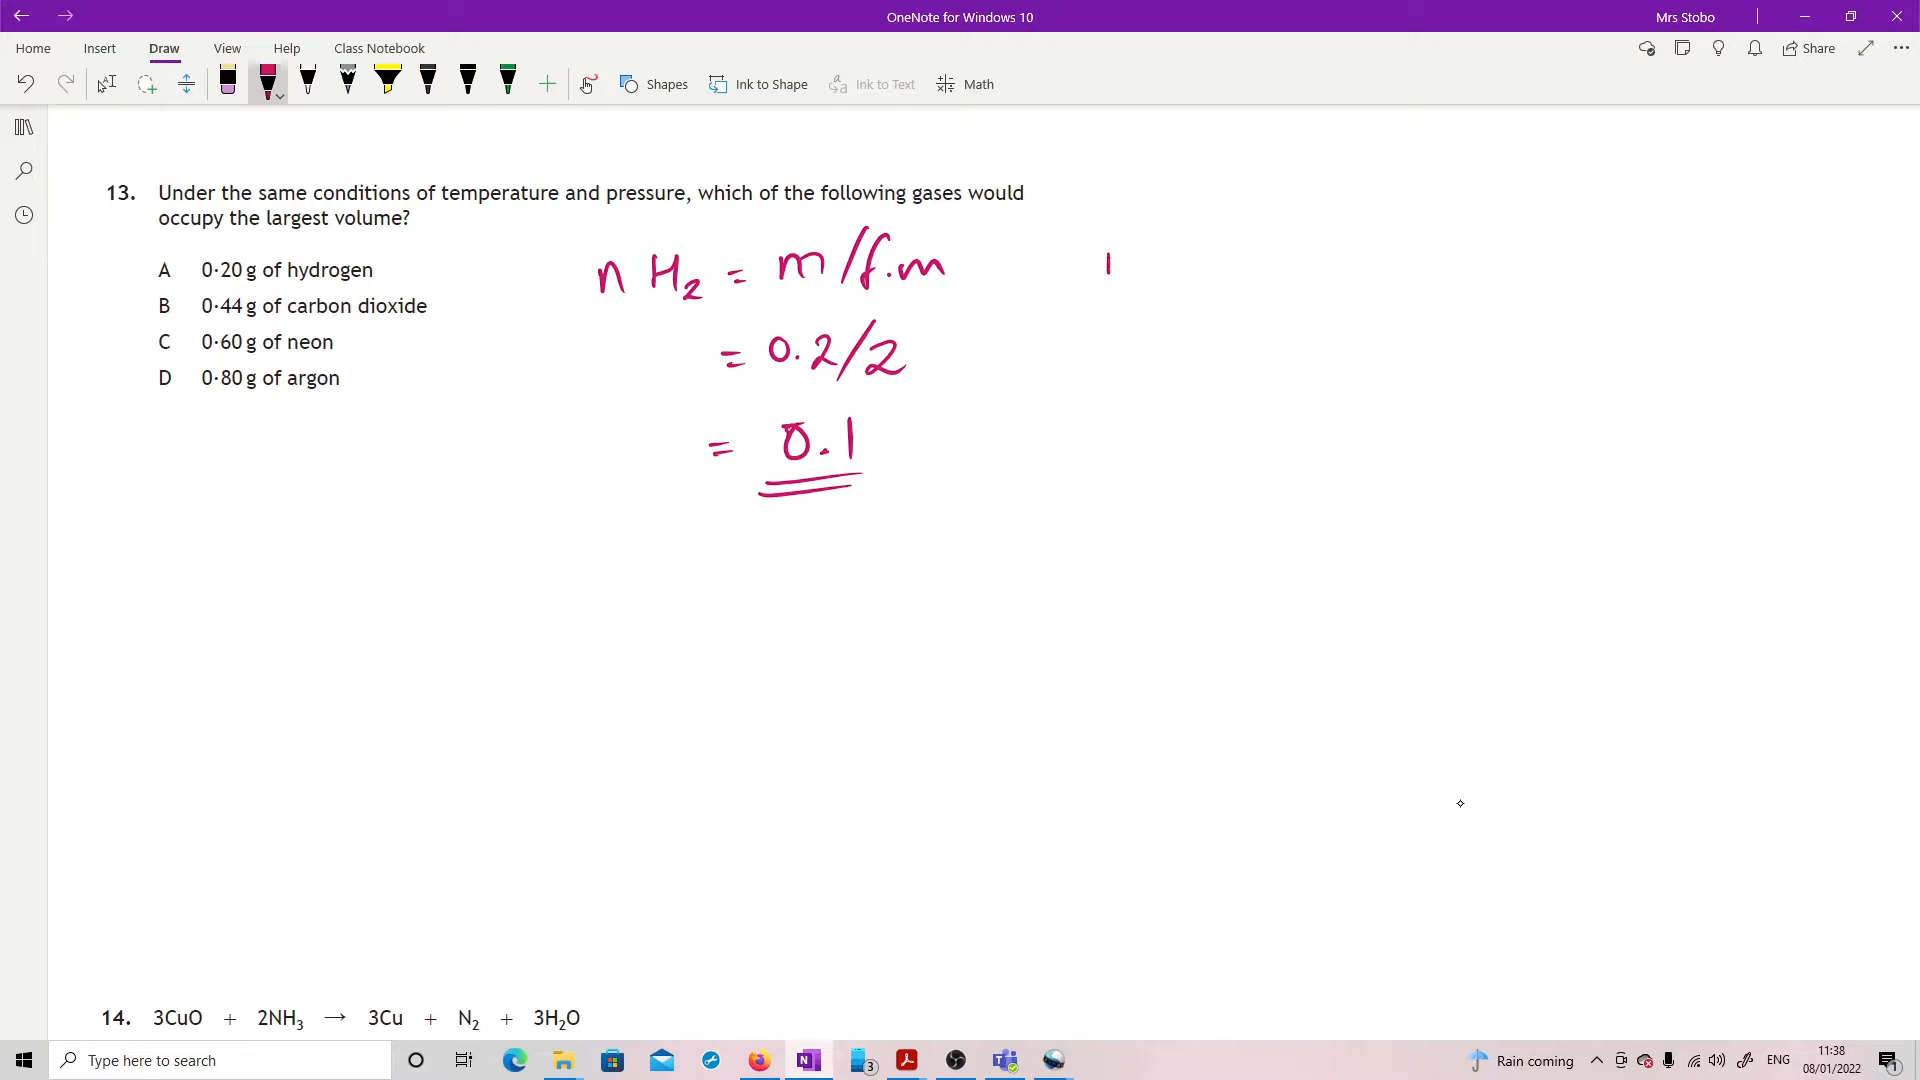 OneNote for Windows 10
Mrs Stobo
Home Insert Draw View Help Class Notebook
Share
Shapes Ink to Shape Ink to Text Math
13. Under the same conditions of temperature and pressure, which of the following gases would
occupy the largest volume?
A 0·20 g of hydrogen
B 0·44 g of carbon dioxide
C 0·60 g of neon
D 0·80 g of argon
n H₂ = m/f.m
= 0.2/2
= 0.1
14. 3CuO + 2NH₃ → 3Cu + N₂ + 3H₂O
Type here to search
3
Rain coming
ENG
11:38
08/01/2022
1